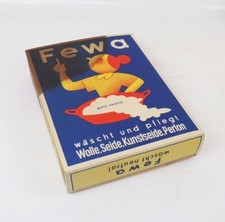 Fewa
ganz neutral
wäscht und pflegt
Wolle, Seide, Kunstseide, Perlon
Fewa
wäscht neutral